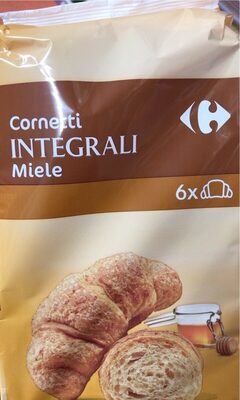 Cornetti
INTEGRALI
Miele
6x